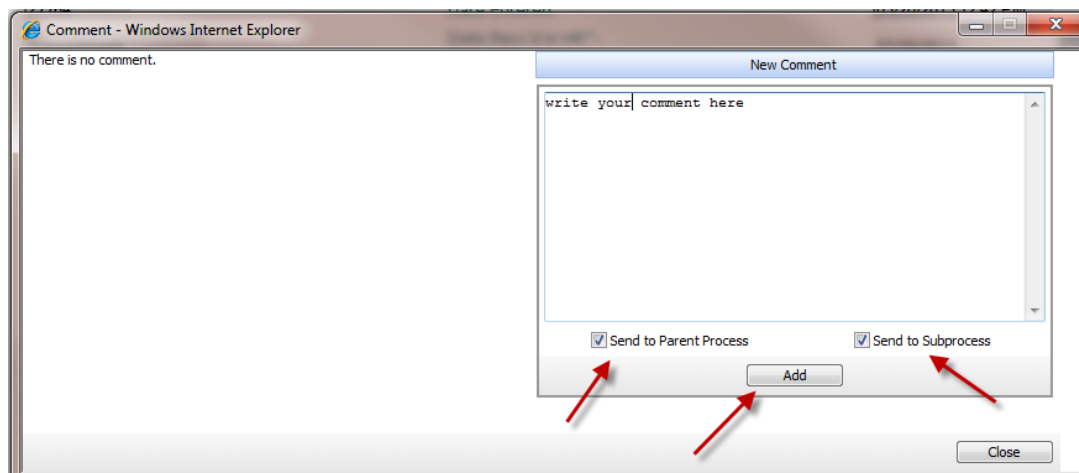 Comment - Windows Internet Explorer
There is no comment.
New Comment
write your comment here
Send to Parent Process
Send to Subprocess
Add
Close